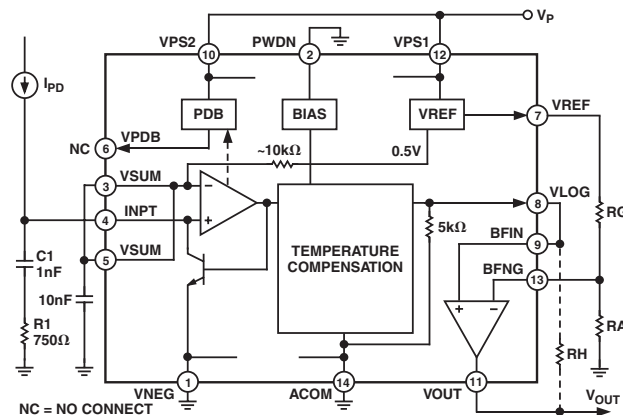 VP
VPS2
PWDN
VPS1
10
2
12
IPD
PDB
BIAS
VREF
VREF
7
VPDB
NC
6
~10kΩ
0.5V
VSUM
3
VLOG
8
INPT
4
5kΩ
RG
BFIN
9
VSUM
5
TEMPERATURE
COMPENSATION
BFNG
13
C1
1nF
10nF
R1
750Ω
RA
RH
VNEG
1
ACOM
14
VOUT
11
VOUT
NC = NO CONNECT
− 
+
+
−